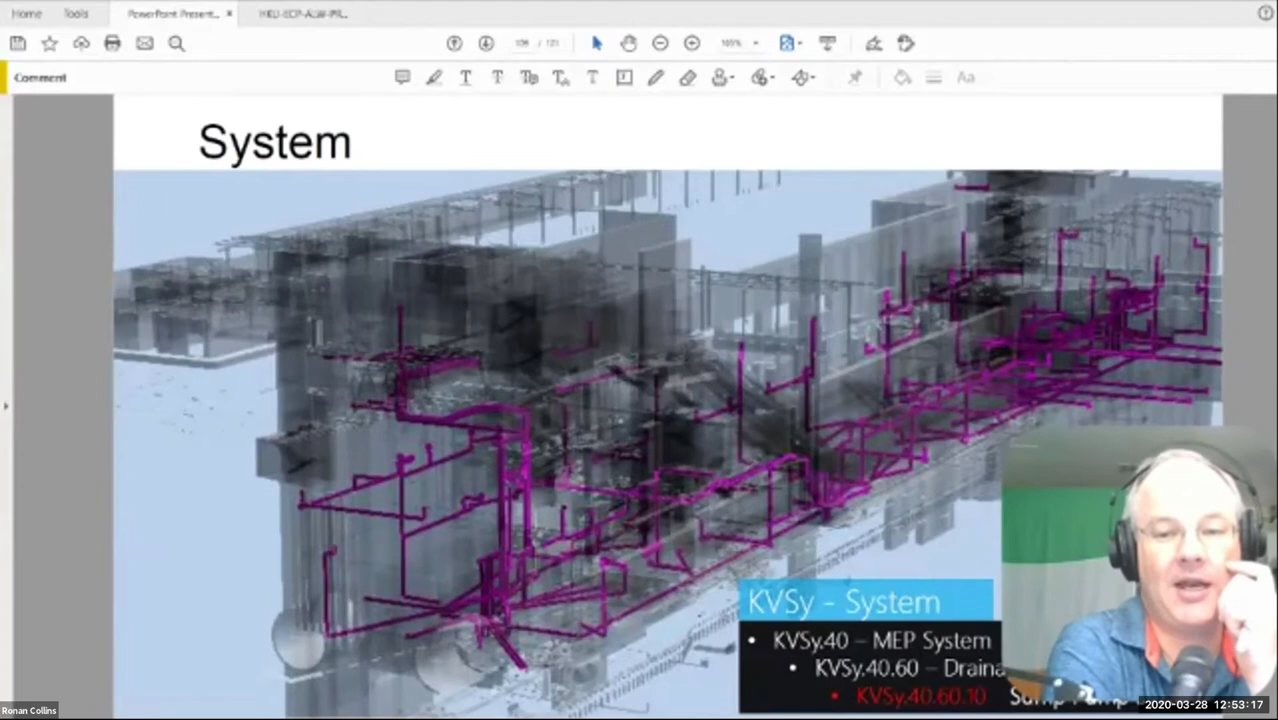 Home Tools PowerPoint Present... ×
Comment
Aa
System
KVSy - System
• KVSy.40 – MEP System
• KVSy.40.60 – Draina
• KVSy.40.60.10 Sump Pump
Ronan Collins
2020-03-28 12:53:17